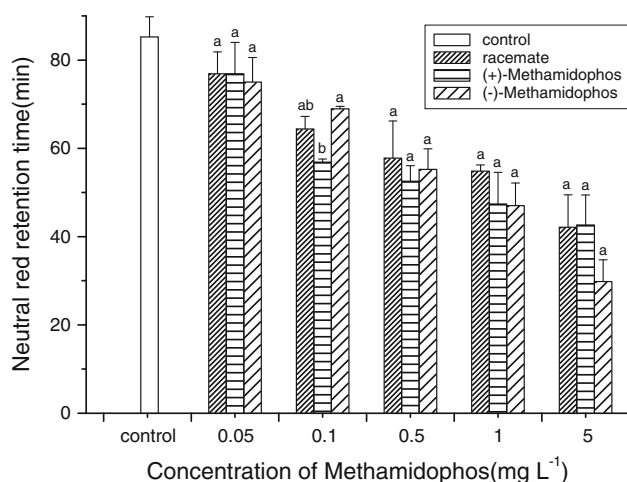 control
racemate
(+)-Methamidophos
(-)-Methamidophos
Neutral red retention time(min)
80
60
40
20
0
a a a
ab b a
a a a
a a a
a a a
control 0.05 0.1 0.5 1 5
Concentration of Methamidophos(mg L⁻¹)